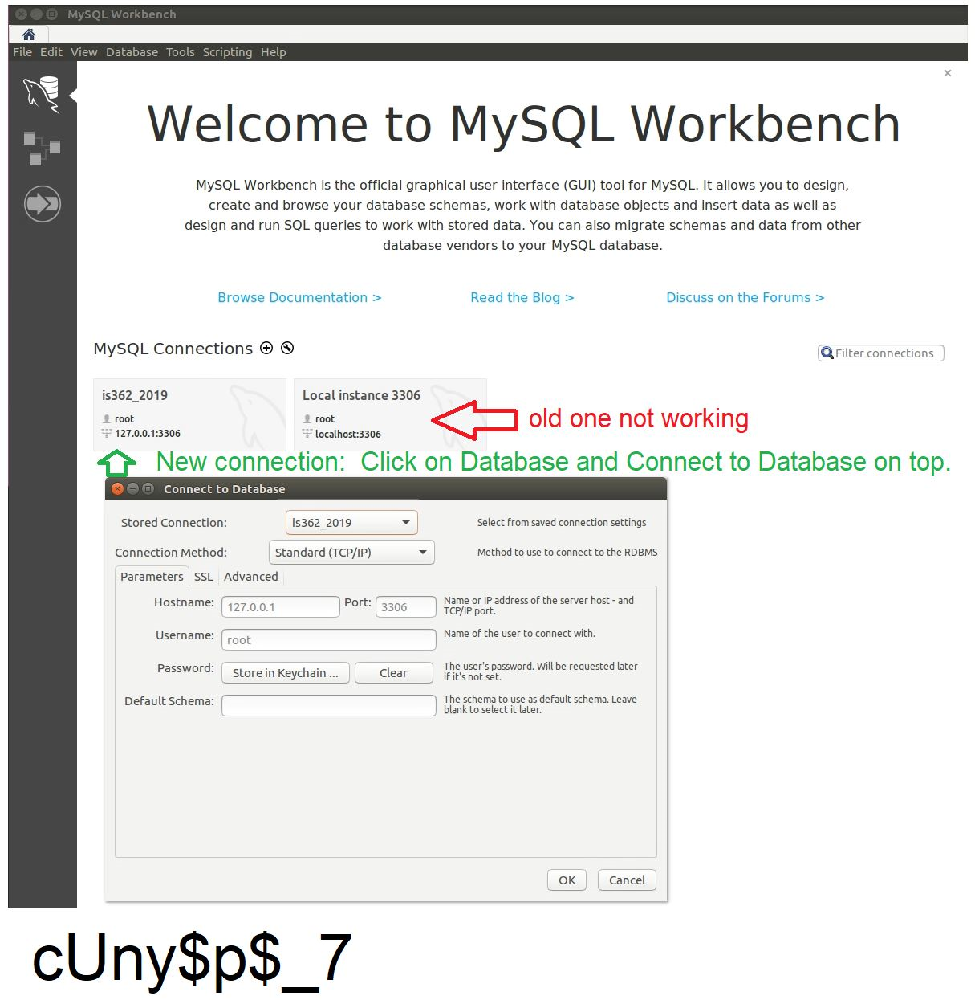 MySQL Workbench
File Edit View Database Tools Scripting Help
Welcome to MySQL Workbench
MySQL Workbench is the official graphical user interface (GUI) tool for MySQL. It allows you to design,
create and browse your database schemas, work with database objects and insert data as well as
design and run SQL queries to work with stored data. You can also migrate schemas and data from other
database vendors to your MySQL database.
Browse Documentation > Read the Blog > Discuss on the Forums >
MySQL Connections
Filter connections
is362_2019
root
127.0.0.1:3306
Local instance 3306
root
localhost:3306
old one not working
New connection: Click on Database and Connect to Database on top.
Connect to Database
Stored Connection: is362_2019 Select from saved connection settings
Connection Method: Standard (TCP/IP) Method to use to connect to the RDBMS
Parameters SSL Advanced
Hostname: 127.0.0.1 Port: 3306 Name or IP address of the server host - and
TCP/IP port.
Username: root Name of the user to connect with.
Password: Store in Keychain ... Clear The user's password. Will be requested later
if it's not set.
Default Schema: The schema to use as default schema. Leave
blank to select it later.
OK Cancel
cUny$p$_7